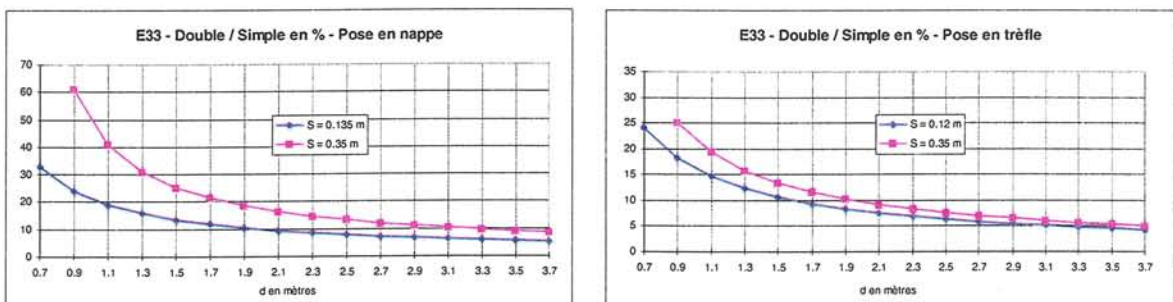 E33 - Double / Simple en % - Pose en nappe
70
60
50
40
30
20
10
0
S = 0.135 m
S = 0.35 m
0.7 0.9 1.1 1.3 1.5 1.7 1.9 2.1 2.3 2.5 2.7 2.9 3.1 3.3 3.5 3.7
d en mètres
E33 - Double / Simple en % - Pose en trèfle
35
30
25
20
15
10
5
0
S = 0.12 m
S = 0.35 m
0.7 0.9 1.1 1.3 1.5 1.7 1.9 2.1 2.3 2.5 2.7 2.9 3.1 3.3 3.5 3.7
d en mètres